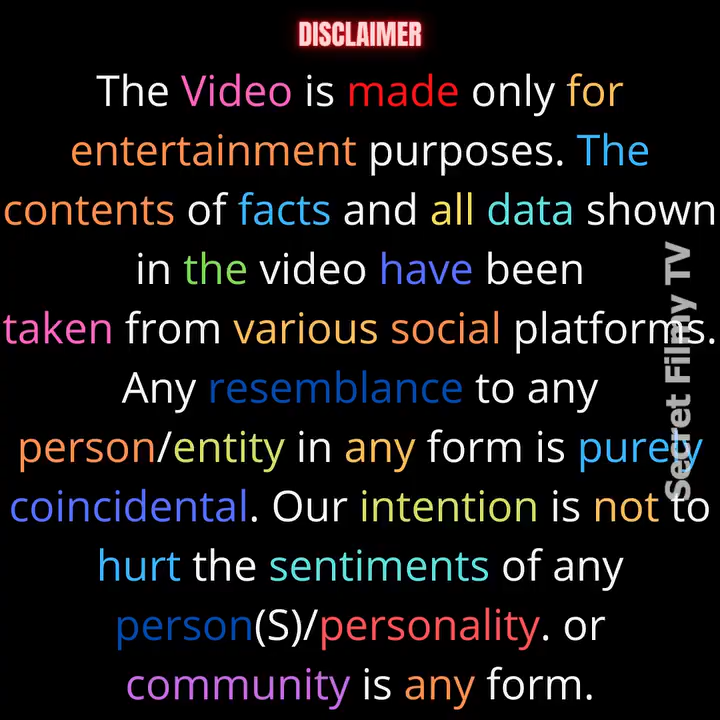 DISCLAIMER
The Video is made only for
entertainment purposes. The
contents of facts and all data shown
in the video have been
taken from various social platforms.
Any resemblance to any
person/entity in any form is purely
coincidental. Our intention is not to
hurt the sentiments of any
person(S)/personality. or
community is any form.
Secret Filmy TV